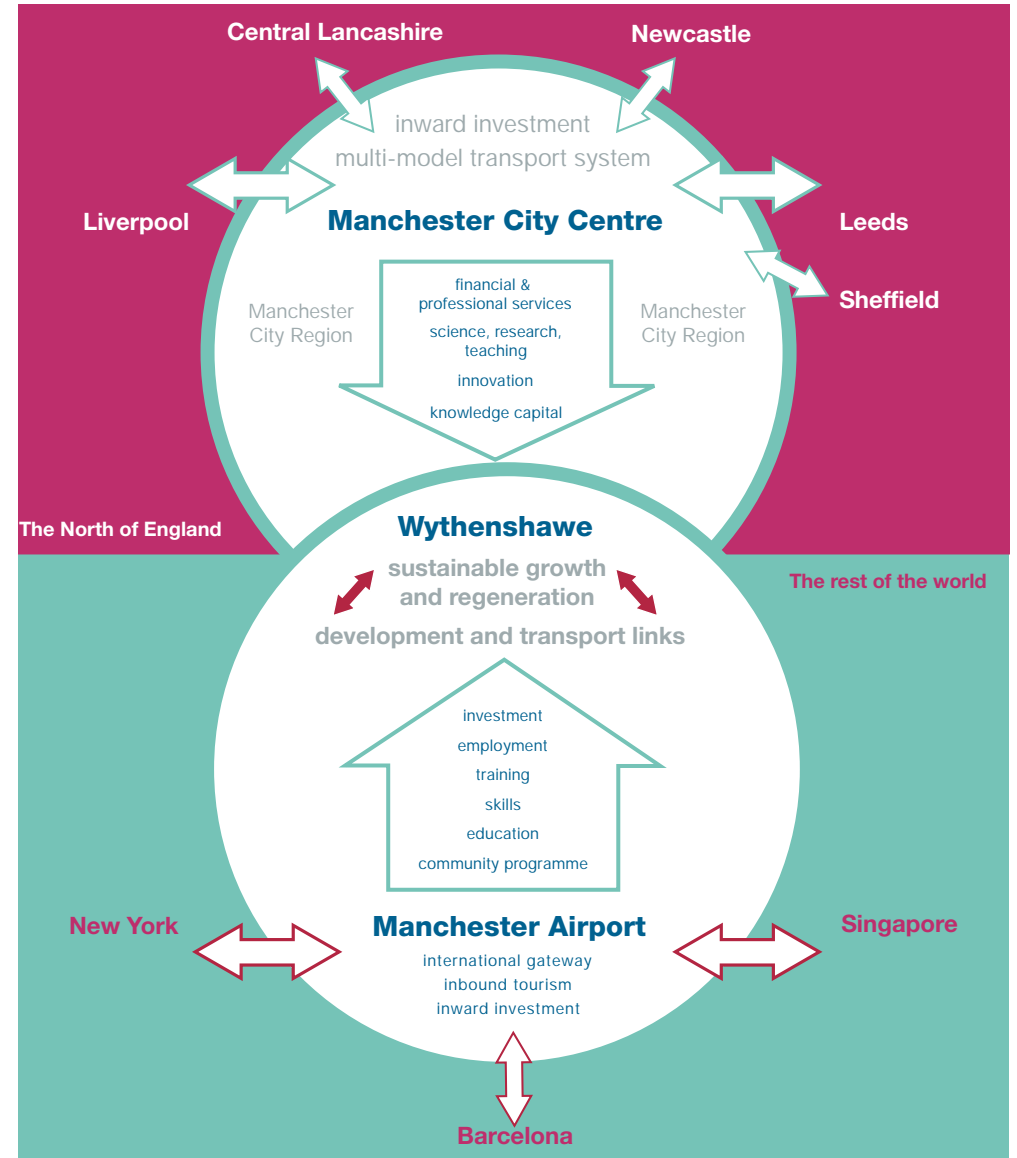 Central Lancashire
Newcastle
inward investment
multi-model transport system
Liverpool
Manchester City Centre
Leeds
Sheffield
Manchester
City Region
financial &
professional services
science, research,
teaching
innovation
knowledge capital
Manchester
City Region
The North of England
Wythenshawe
sustainable growth
and regeneration
development and transport links
The rest of the world
investment
employment
training
skills
education
community programme
New York
Manchester Airport
Singapore
international gateway
inbound tourism
inward investment
Barcelona